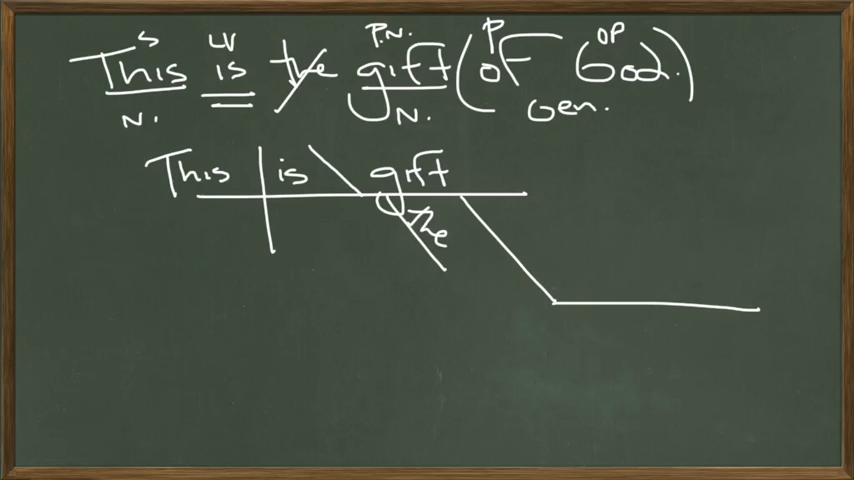 S LV P.N. P OP
This is the gift (of God.)
N. N. Gen.
This is gift
The